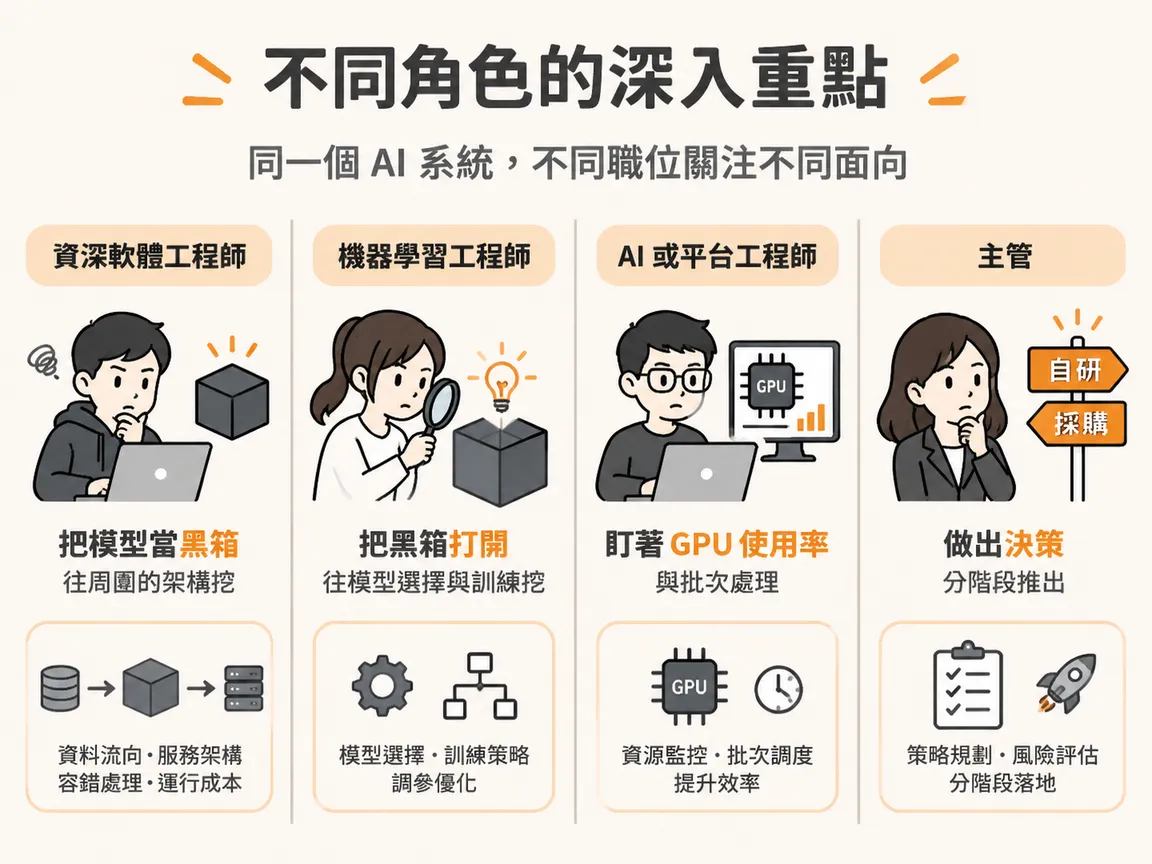 不同角色的深入重點
同一個 AI 系統，不同職位關注不同面向
資深軟體工程師
把模型當黑箱
往周圍的架構挖
資料流向·服務架構
容錯處理·運行成本
機器學習工程師
把黑箱打開
往模型選擇與訓練挖
模型選擇·訓練策略
調參優化
AI 或平台工程師
GPU
盯著 GPU 使用率
與批次處理
GPU
資源監控·批次調度
提升效率
主管
自研
採購
做出決策
分階段推出
策略規劃·風險評估
分階段落地